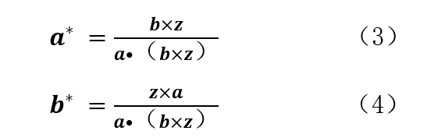 a* = b×z / a•（b×z） （3）
b* = z×a / a•（b×z） （4）